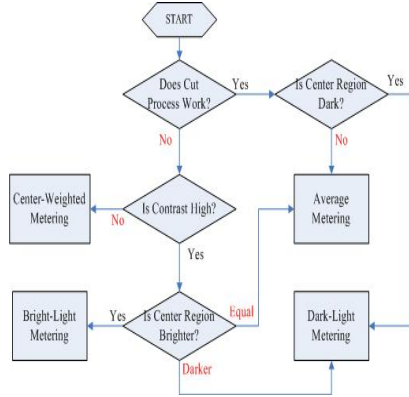 START
Does Cut
Process Work?
Yes
Is Center Region
Dark?
Yes
No
No
Center-Weighted
Metering
No
Is Contrast High?
Average
Metering
Yes
Bright-Light
Metering
Yes
Is Center Region
Brighter?
Equal
Dark-Light
Metering
Darker